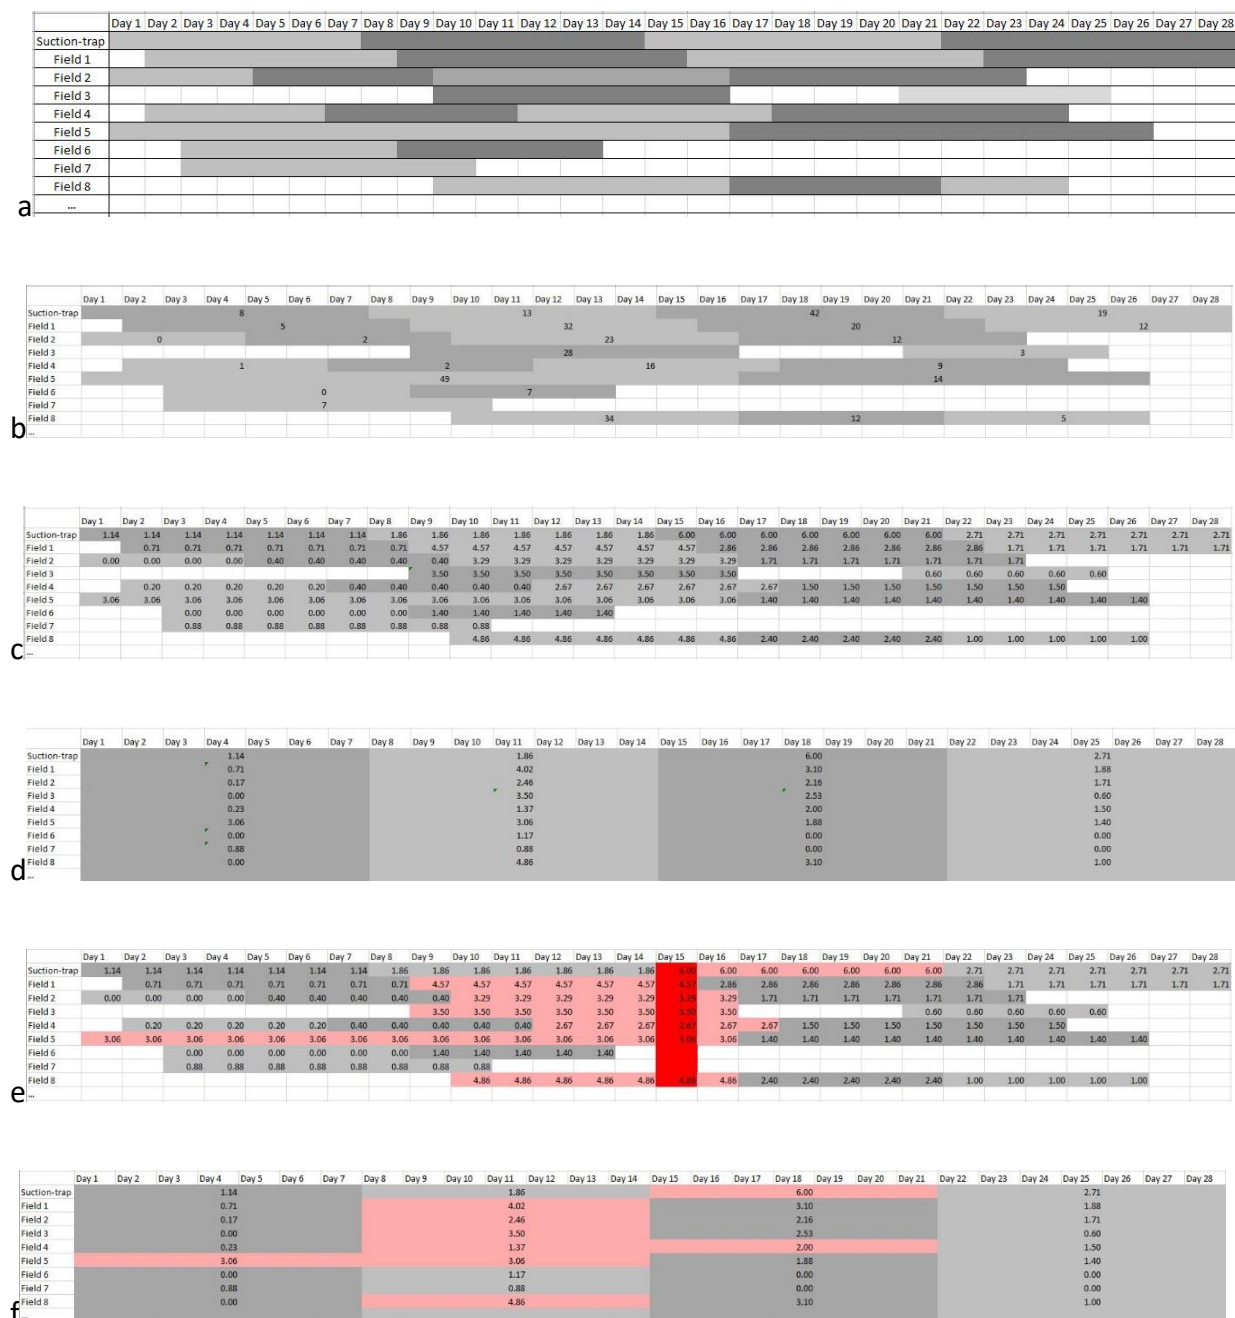 Day 1 Day 2 Day 3 Day 4 Day 5 Day 6 Day 7 Day 8 Day 9 Day 10 Day 11 Day 12 Day 13 Day 14 Day 15 Day 16 Day 17 Day 18 Day 19 Day 20 Day 21 Day 22 Day 23 Day 24 Day 25 Day 26 Day 27 Day 28
Suction-trap
Field 1
Field 2
Field 3
Field 4
Field 5
Field 6
Field 7
Field 8
...
a
Day 1 Day 2 Day 3 Day 4 Day 5 Day 6 Day 7 Day 8 Day 9 Day 10 Day 11 Day 12 Day 13 Day 14 Day 15 Day 16 Day 17 Day 18 Day 19 Day 20 Day 21 Day 22 Day 23 Day 24 Day 25 Day 26 Day 27 Day 28
Suction-trap 8 13 42 19
Field 1 5 32 20 12
Field 2 0 2 23 12
Field 3 28 3
Field 4 1 2 16 9
Field 5 49 14
Field 6 0 7
Field 7 7
Field 8 34 12 5
...
b
Day 1 Day 2 Day 3 Day 4 Day 5 Day 6 Day 7 Day 8 Day 9 Day 10 Day 11 Day 12 Day 13 Day 14 Day 15 Day 16 Day 17 Day 18 Day 19 Day 20 Day 21 Day 22 Day 23 Day 24 Day 25 Day 26 Day 27 Day 28
Suction-trap 1.14 1.14 1.14 1.14 1.14 1.14 1.14 1.86 1.86 1.86 1.86 1.86 1.86 1.86 6.00 6.00 6.00 6.00 6.00 6.00 6.00 2.71 2.71 2.71 2.71 2.71 2.71 2.71
Field 1 0.71 0.71 0.71 0.71 0.71 0.71 0.71 4.57 4.57 4.57 4.57 4.57 4.57 4.57 2.86 2.86 2.86 2.86 2.86 2.86 2.86 1.71 1.71 1.71 1.71 1.71 1.71
Field 2 0.00 0.00 0.00 0.00 0.40 0.40 0.40 0.40 0.40 3.29 3.29 3.29 3.29 3.29 3.29 3.29 1.71 1.71 1.71 1.71 1.71 1.71 1.71
Field 3 3.50 3.50 3.50 3.50 3.50 3.50 3.50 3.50 0.60 0.60 0.60 0.60 0.60
Field 4 0.20 0.20 0.20 0.20 0.20 0.40 0.40 0.40 0.40 0.40 2.67 2.67 2.67 2.67 2.67 2.67 1.50 1.50 1.50 1.50 1.50 1.50 1.50
Field 5 3.06 3.06 3.06 3.06 3.06 3.06 3.06 3.06 3.06 3.06 3.06 3.06 3.06 3.06 3.06 3.06 1.40 1.40 1.40 1.40 1.40 1.40 1.40 1.40 1.40 1.40
Field 6 0.00 0.00 0.00 0.00 0.00 0.00 1.40 1.40 1.40 1.40 1.40
Field 7 0.88 0.88 0.88 0.88 0.88 0.88 0.88 0.88
Field 8 4.86 4.86 4.86 4.86 4.86 4.86 4.86 2.40 2.40 2.40 2.40 2.40 1.00 1.00 1.00 1.00 1.00
...
c
Day 1 Day 2 Day 3 Day 4 Day 5 Day 6 Day 7 Day 8 Day 9 Day 10 Day 11 Day 12 Day 13 Day 14 Day 15 Day 16 Day 17 Day 18 Day 19 Day 20 Day 21 Day 22 Day 23 Day 24 Day 25 Day 26 Day 27 Day 28
Suction-trap 1.14 1.86 6.00 2.71
Field 1 0.71 4.02 3.10 1.88
Field 2 0.17 2.46 2.16 1.71
Field 3 0.00 3.50 2.53 0.60
Field 4 0.23 1.37 2.00 1.50
Field 5 3.06 3.06 1.88 1.40
Field 6 0.00 1.17 0.00 0.00
Field 7 0.88 0.88 0.00 0.00
Field 8 0.00 4.86 3.10 1.00
...
d
Day 1 Day 2 Day 3 Day 4 Day 5 Day 6 Day 7 Day 8 Day 9 Day 10 Day 11 Day 12 Day 13 Day 14 Day 15 Day 16 Day 17 Day 18 Day 19 Day 20 Day 21 Day 22 Day 23 Day 24 Day 25 Day 26 Day 27 Day 28
Suction-trap 1.14 1.14 1.14 1.14 1.14 1.14 1.14 1.86 1.86 1.86 1.86 1.86 1.86 1.86 6.00 6.00 6.00 6.00 6.00 6.00 6.00 2.71 2.71 2.71 2.71 2.71 2.71 2.71
Field 1 0.71 0.71 0.71 0.71 0.71 0.71 0.71 4.57 4.57 4.57 4.57 4.57 4.57 4.57 2.86 2.86 2.86 2.86 2.86 2.86 2.86 1.71 1.71 1.71 1.71 1.71 1.71
Field 2 0.00 0.00 0.00 0.00 0.40 0.40 0.40 0.40 0.40 3.29 3.29 3.29 3.29 3.29 3.29 3.29 1.71 1.71 1.71 1.71 1.71 1.71 1.71
Field 3 3.50 3.50 3.50 3.50 3.50 3.50 3.50 3.50 0.60 0.60 0.60 0.60 0.60
Field 4 0.20 0.20 0.20 0.20 0.20 0.40 0.40 0.40 0.40 0.40 2.67 2.67 2.67 2.67 2.67 2.67 1.50 1.50 1.50 1.50 1.50 1.50 1.50
Field 5 3.06 3.06 3.06 3.06 3.06 3.06 3.06 3.06 3.06 3.06 3.06 3.06 3.06 3.06 3.06 3.06 1.40 1.40 1.40 1.40 1.40 1.40 1.40 1.40 1.40 1.40
Field 6 0.00 0.00 0.00 0.00 0.00 0.00 1.40 1.40 1.40 1.40 1.40
Field 7 0.88 0.88 0.88 0.88 0.88 0.88 0.88 0.88
Field 8 4.86 4.86 4.86 4.86 4.86 4.86 4.86 2.40 2.40 2.40 2.40 2.40 1.00 1.00 1.00 1.00 1.00
...
e
Day 1 Day 2 Day 3 Day 4 Day 5 Day 6 Day 7 Day 8 Day 9 Day 10 Day 11 Day 12 Day 13 Day 14 Day 15 Day 16 Day 17 Day 18 Day 19 Day 20 Day 21 Day 22 Day 23 Day 24 Day 25 Day 26 Day 27 Day 28
Suction-trap 1.14 1.86 6.00 2.71
Field 1 0.71 4.02 3.10 1.88
Field 2 0.17 2.46 2.16 1.71
Field 3 0.00 3.50 2.53 0.60
Field 4 0.23 1.37 2.00 1.50
Field 5 3.06 3.06 1.88 1.40
Field 6 0.00 1.17 0.00 0.00
Field 7 0.88 0.88 0.00 0.00
Field 8 0.00 4.86 3.10 1.00
f